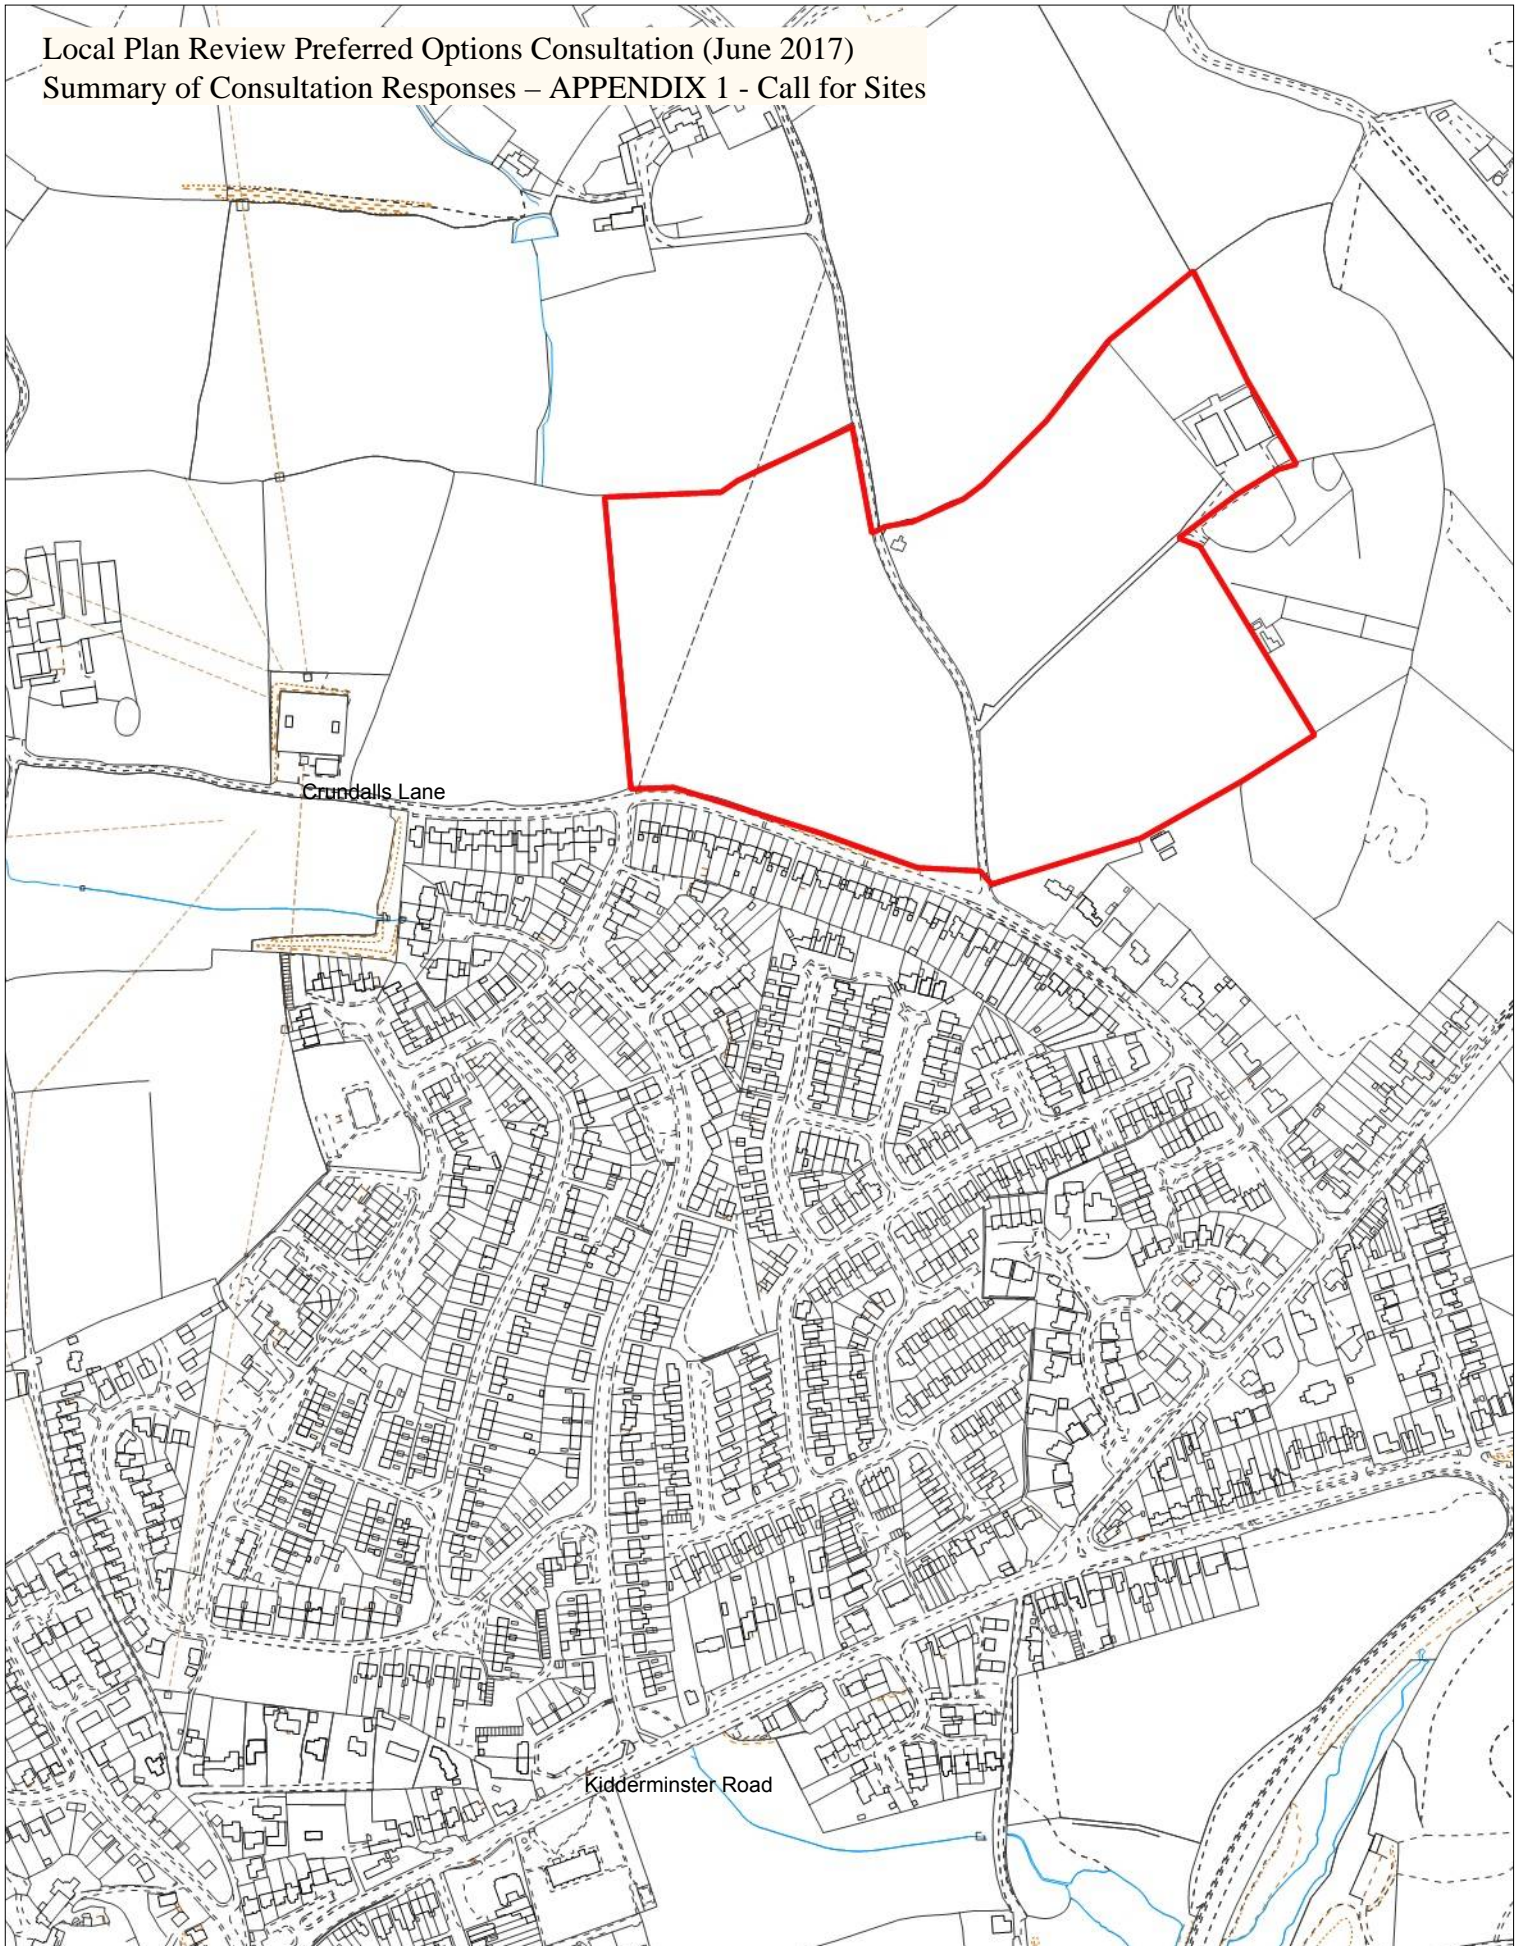 Local Plan Review Preferred Options Consultation (June 2017)
Summary of Consultation Responses – APPENDIX 1 - Call for Sites
Crundalls Lane
Kidderminster Road